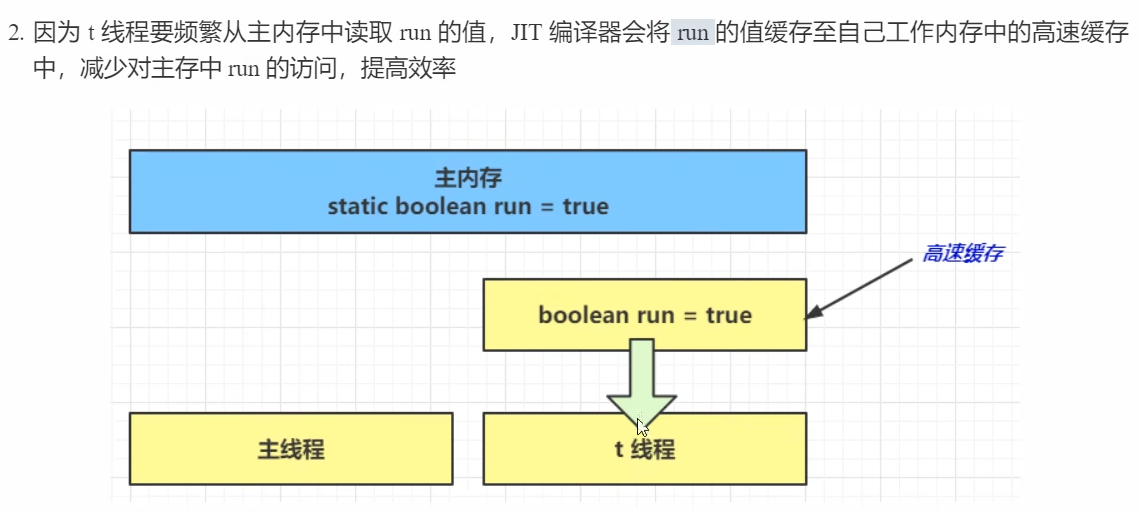 2. 因为 t 线程要频繁从主内存中读取 run 的值，JIT 编译器会将 run 的值缓存至自己工作内存中的高速缓存
中，减少对主存中 run 的访问，提高效率
主内存
static boolean run = true
高速缓存
boolean run = true
主线程
t 线程